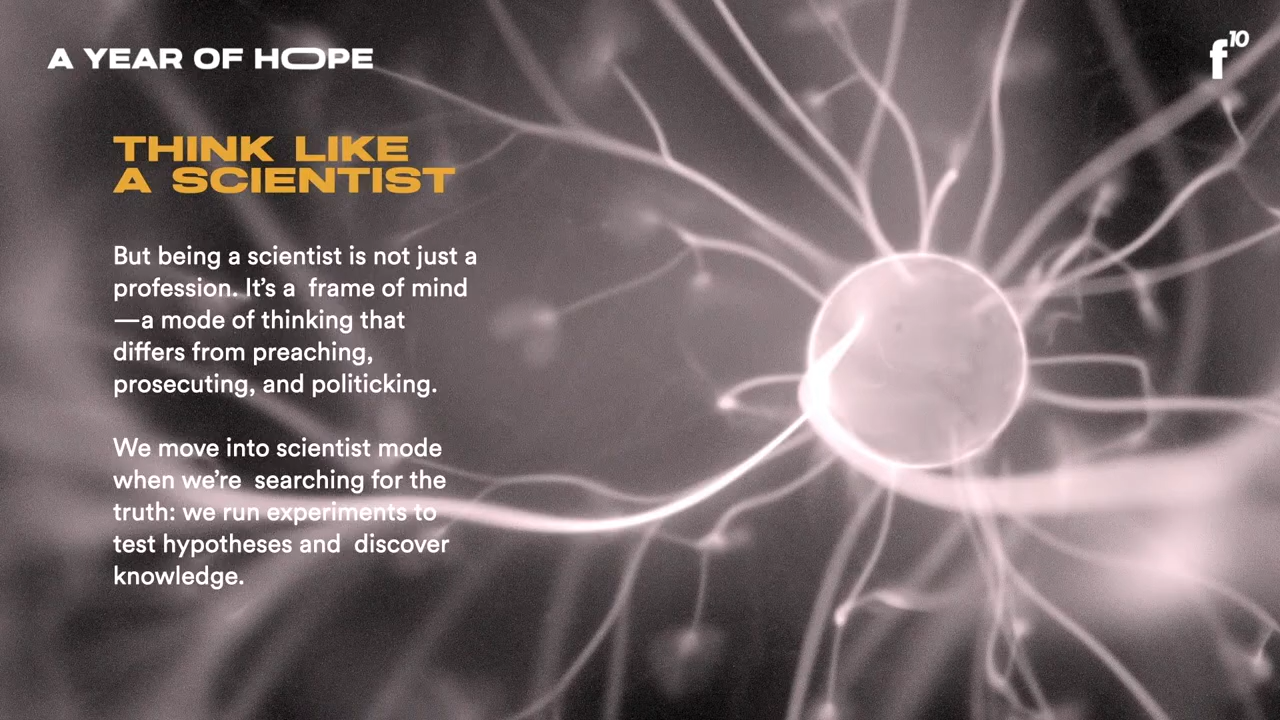 A YEAR OF HOPE
f10
THINK LIKE
A SCIENTIST
But being a scientist is not just a
profession. It’s a  frame of mind
—a mode of thinking that
differs from preaching,
prosecuting, and politicking.
We move into scientist mode
when we’re  searching for the
truth: we run experiments to
test hypotheses and  discover
knowledge.